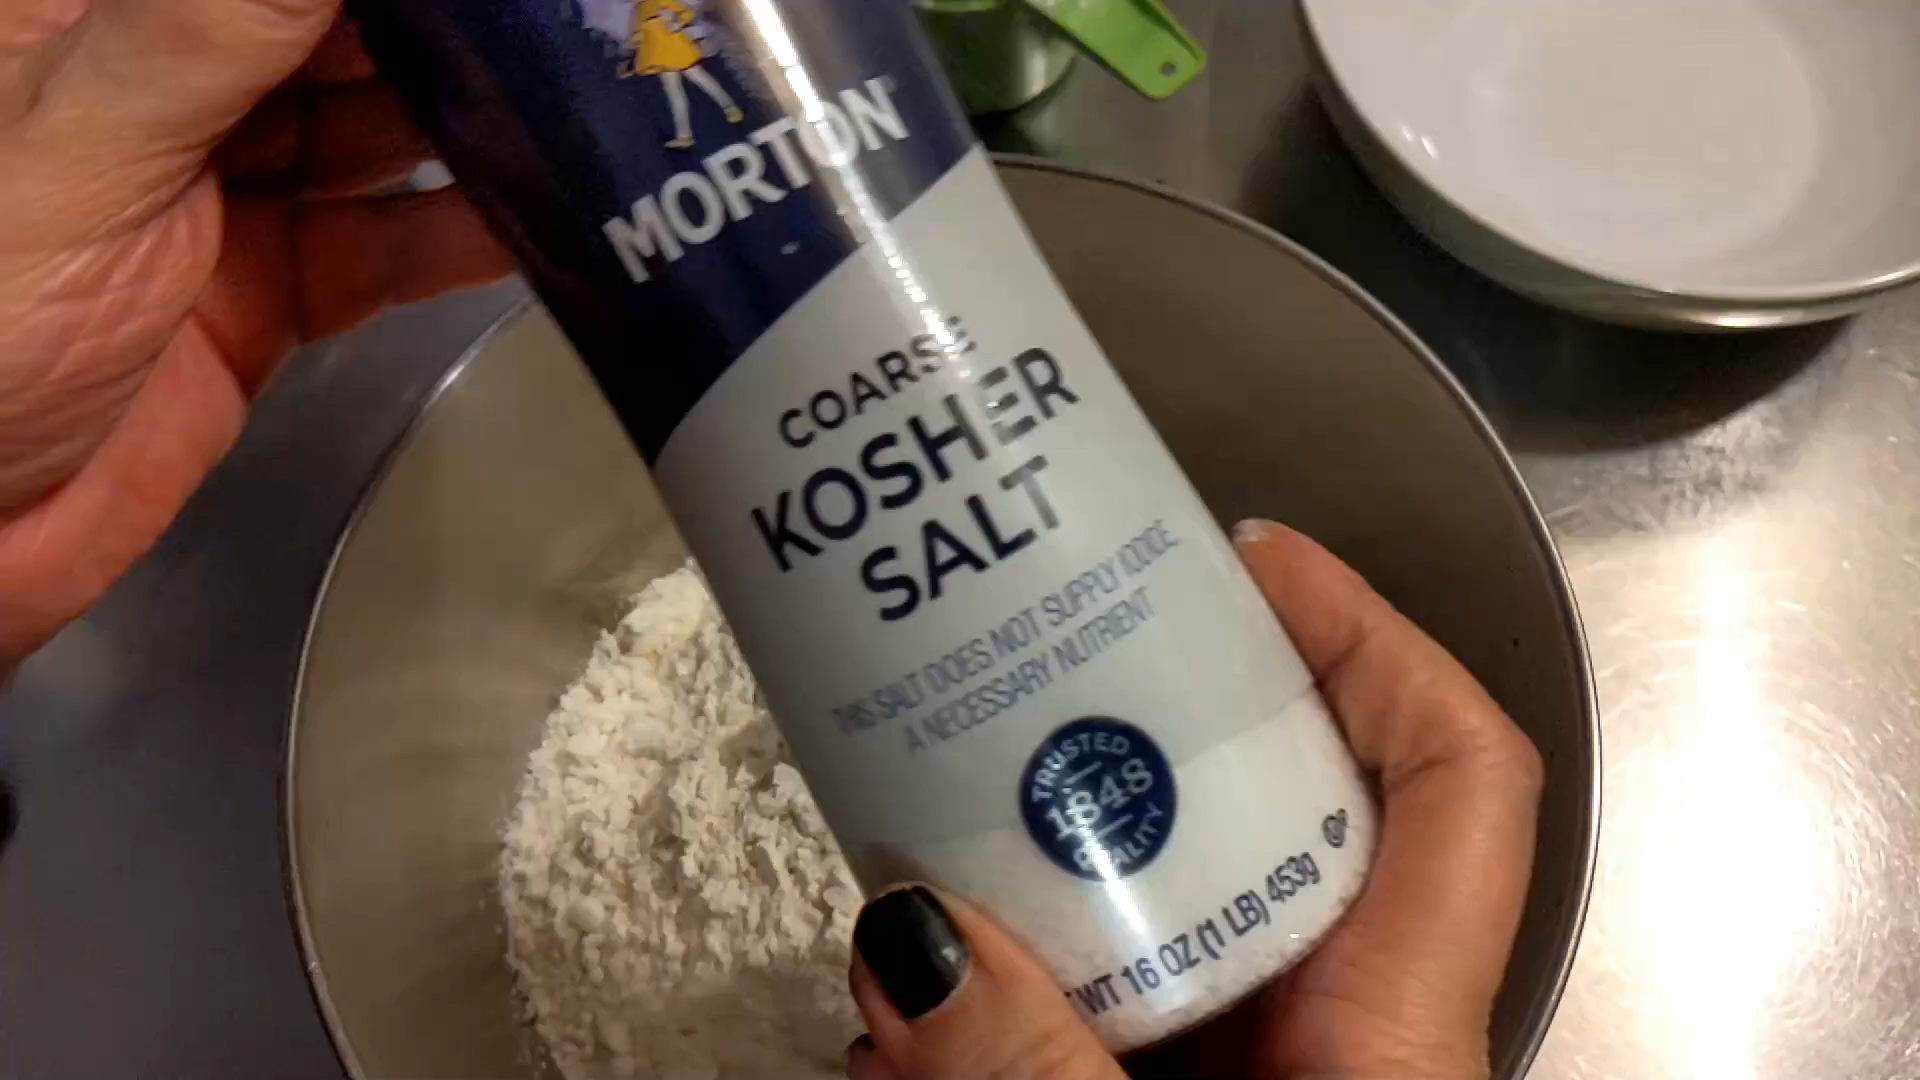 MORTON
COARSE
KOSHER
SALT
THIS SALT DOES NOT SUPPLY IODIDE
A NECESSARY NUTRIENT
TRUSTED
1848
QUALITY
WT 16 OZ (1 LB) 453g